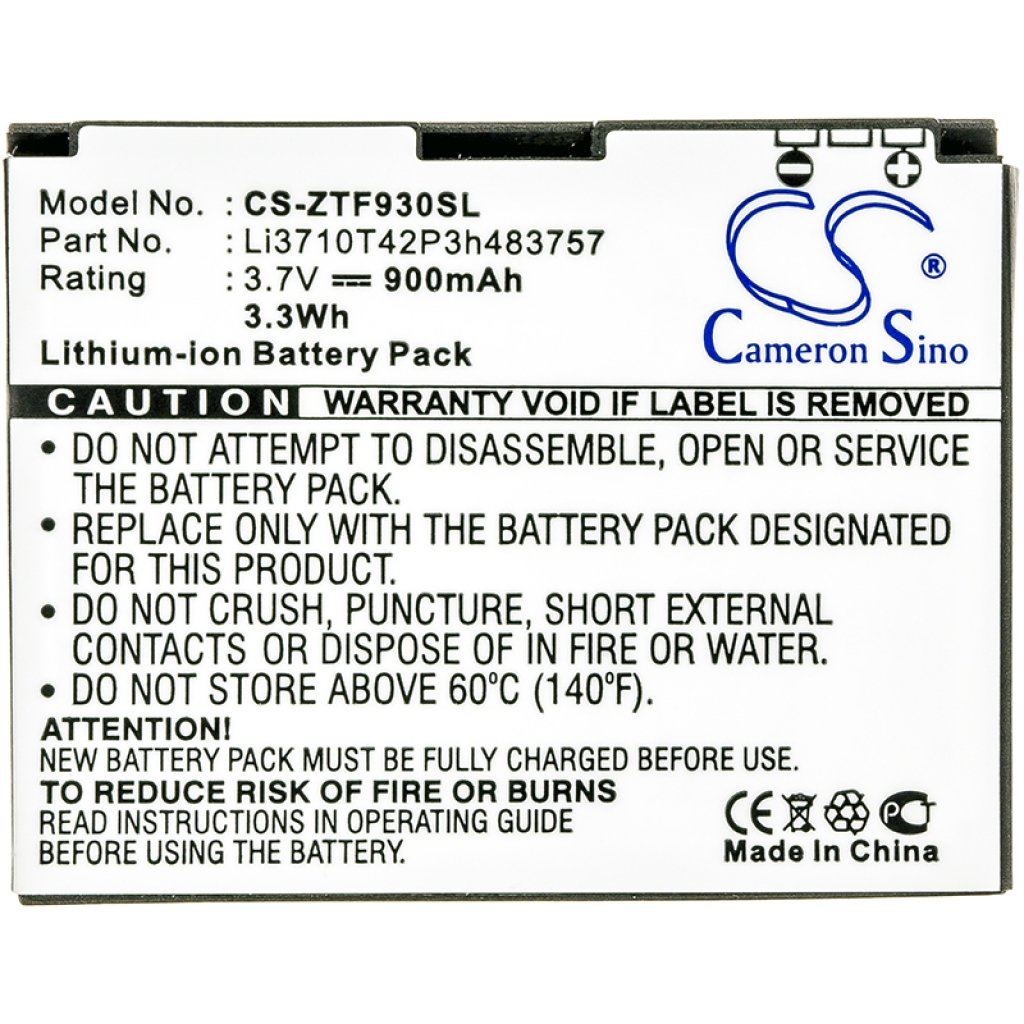 Model No. : CS-ZTF930SL
Part No. : Li3710T42P3h483757
Rating : 3.7V ⎓ 900mAh
3.3Wh
Lithium-ion Battery Pack
CS ®
Cameron Sino
CAUTION WARRANTY VOID IF LABEL IS REMOVED
• DO NOT ATTEMPT TO DISASSEMBLE, OPEN OR SERVICE
THE BATTERY PACK.
• REPLACE ONLY WITH THE BATTERY PACK DESIGNATED
FOR THIS PRODUCT.
• DO NOT CRUSH, PUNCTURE, SHORT EXTERNAL
CONTACTS OR DISPOSE OF IN FIRE OR WATER.
• DO NOT STORE ABOVE 60°C (140°F).
ATTENTION!
NEW BATTERY PACK MUST BE FULLY CHARGED BEFORE USE.
TO REDUCE RISK OF FIRE OR BURNS
READ INSTRUCTIONS IN OPERATING GUIDE
BEFORE USING THE BATTERY.
CE PCT
Made In China